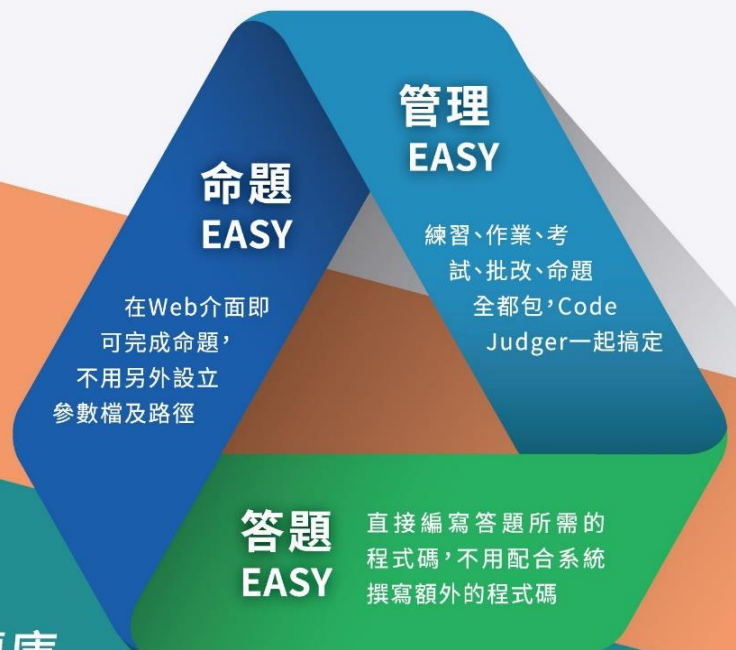 命題
EASY
在Web介面即
可完成命題,
不用另外設立
參數檔及路徑
管理
EASY
練習、作業、考
試、批改、命題
全都包,Code
Judger一起搞定
答題
EASY
直接編寫答題所需的
程式碼,不用配合系統
撰寫額外的程式碼